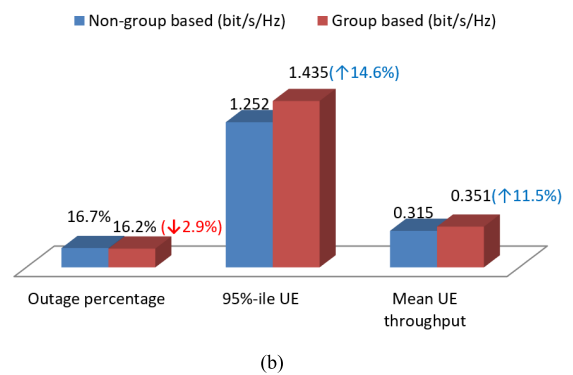 Non-group based (bit/s/Hz) Group based (bit/s/Hz)
1.435(↑14.6%)
1.252
16.7%
16.2% (↓2.9%)
0.315
0.351(↑11.5%)
Outage percentage
95%-ile UE
Mean UE
throughput
(b)